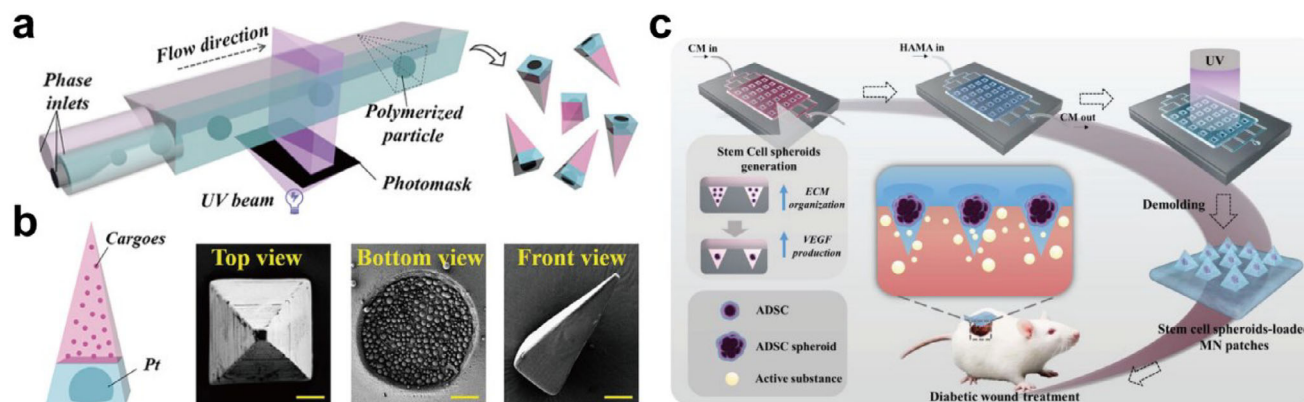 a
Flow direction
Phase
inlets
Polymerized
particle
Photomask
UV beam
b
Cargoes
Pt
Top view
Bottom view
Front view
c
CM in
HAMA in
UV
CM out
Stem Cell spheroids
generation
ECM
organization
VEGF
production
Demolding
ADSC
ADSC spheroid
Active substance
Stem cell spheroids-loaded
MN patches
Diabetic wound treatment